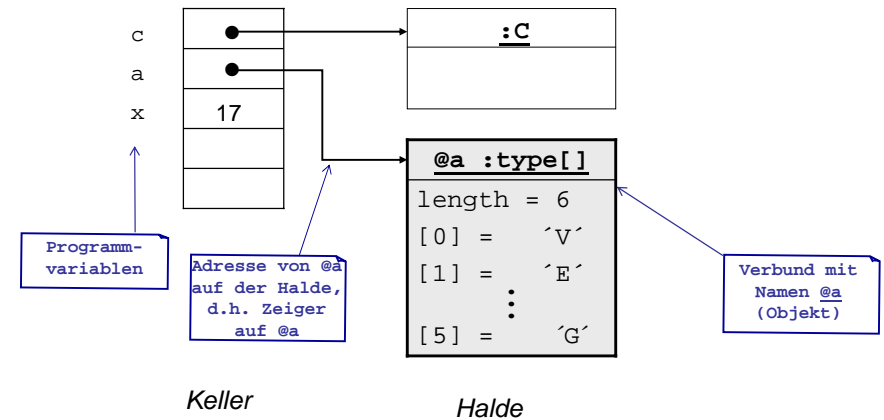 c
:C
a
x
17
@a :type[]
length = 6
[0] = ´V´
[1] = ´E´
⋮
[5] = ´G´
Programm-
variablen
Adresse von @a
auf der Halde,
d.h. Zeiger
auf @a
Verbund mit
Namen @a
(Objekt)
Keller
Halde